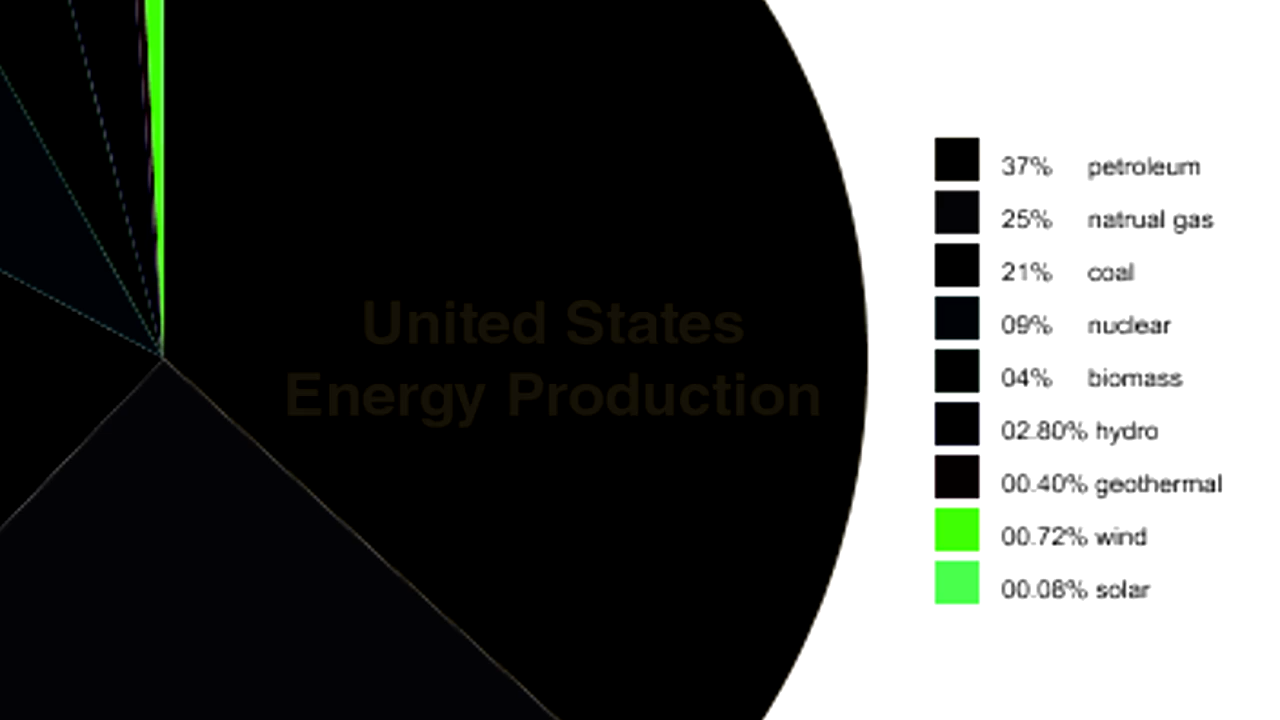 United States
Energy Production
37% petroleum
25% natrual gas
21% coal
09% nuclear
04% biomass
02.80% hydro
00.40% geothermal
00.72% wind
00.08% solar